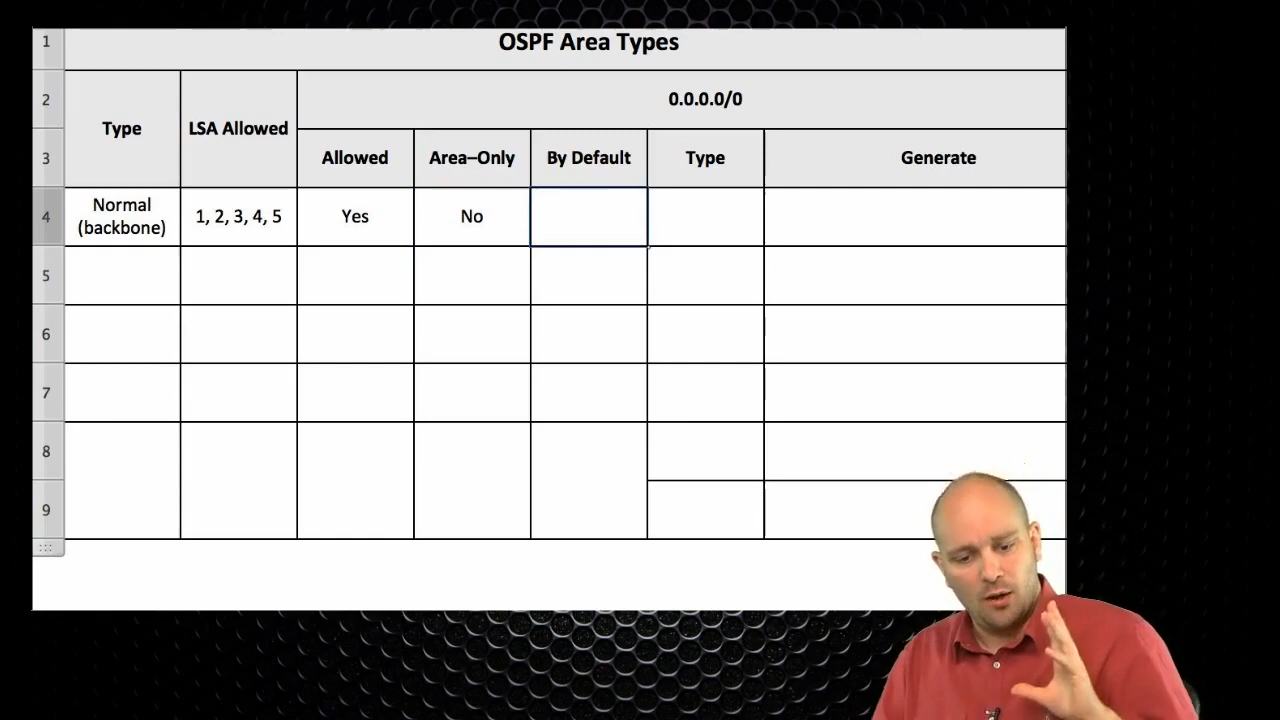 1
OSPF Area Types
2
Type
LSA Allowed
0.0.0.0/0
3
Allowed
Area–Only
By Default
Type
Generate
4
Normal
(backbone)
1, 2, 3, 4, 5
Yes
No
5
6
7
8
9